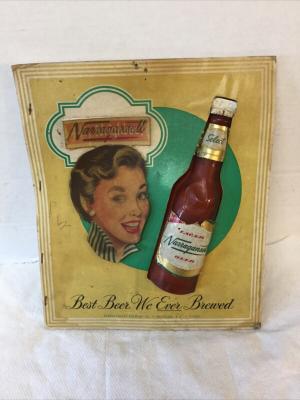 Narragansett
Select
LAGER
Narragansett
BEER
Best Beer We Ever Brewed